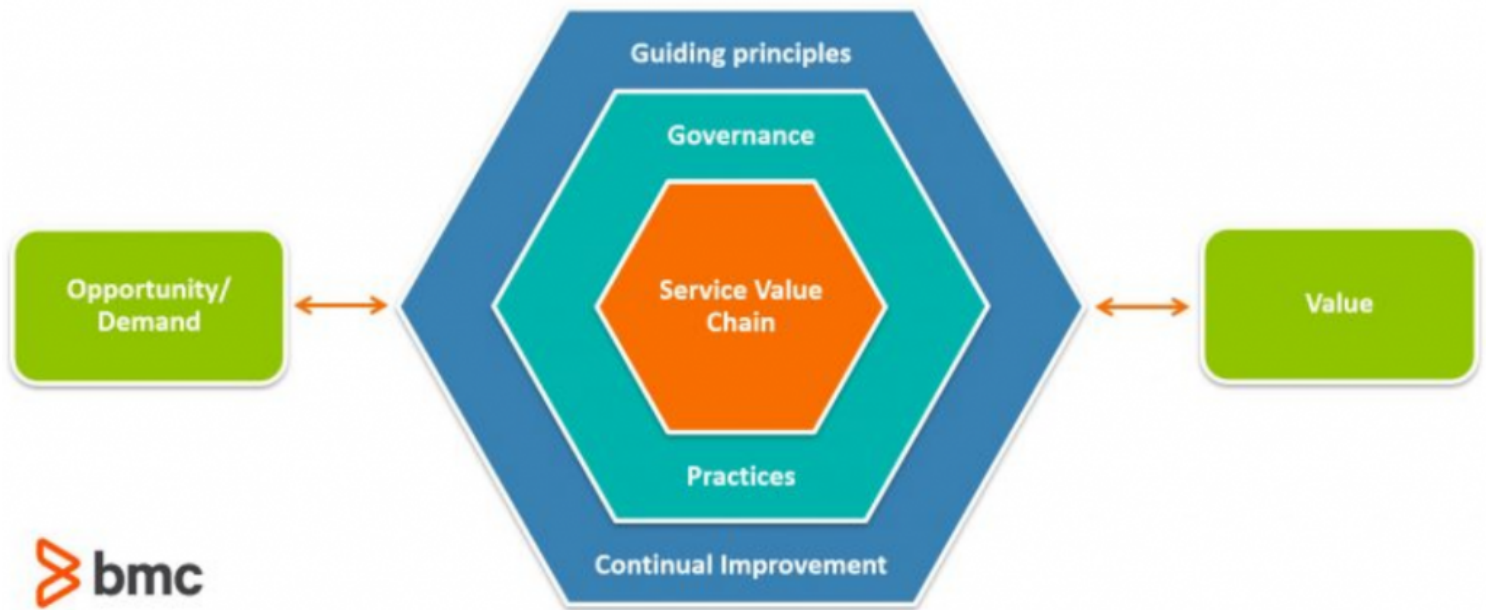 Guiding principles
Governance
Opportunity/
Demand
Service Value
Chain
Value
Practices
Continual Improvement
bmc